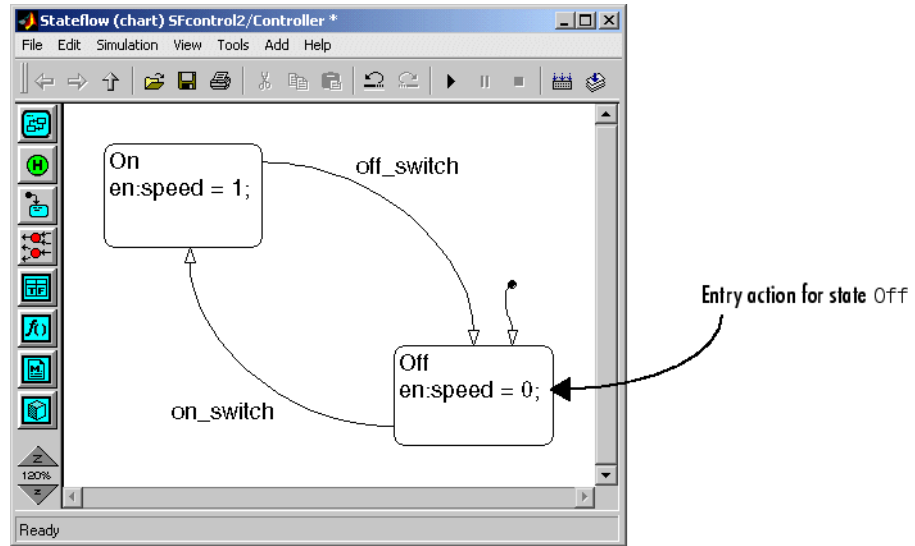 Stateflow (chart) SFcontrol2/Controller *
File Edit Simulation View Tools Add Help
On
en:speed = 1;
off_switch
Entry action for state Off
Off
en:speed = 0;
on_switch
H
TF
f()
M
Z
120%
z
Ready